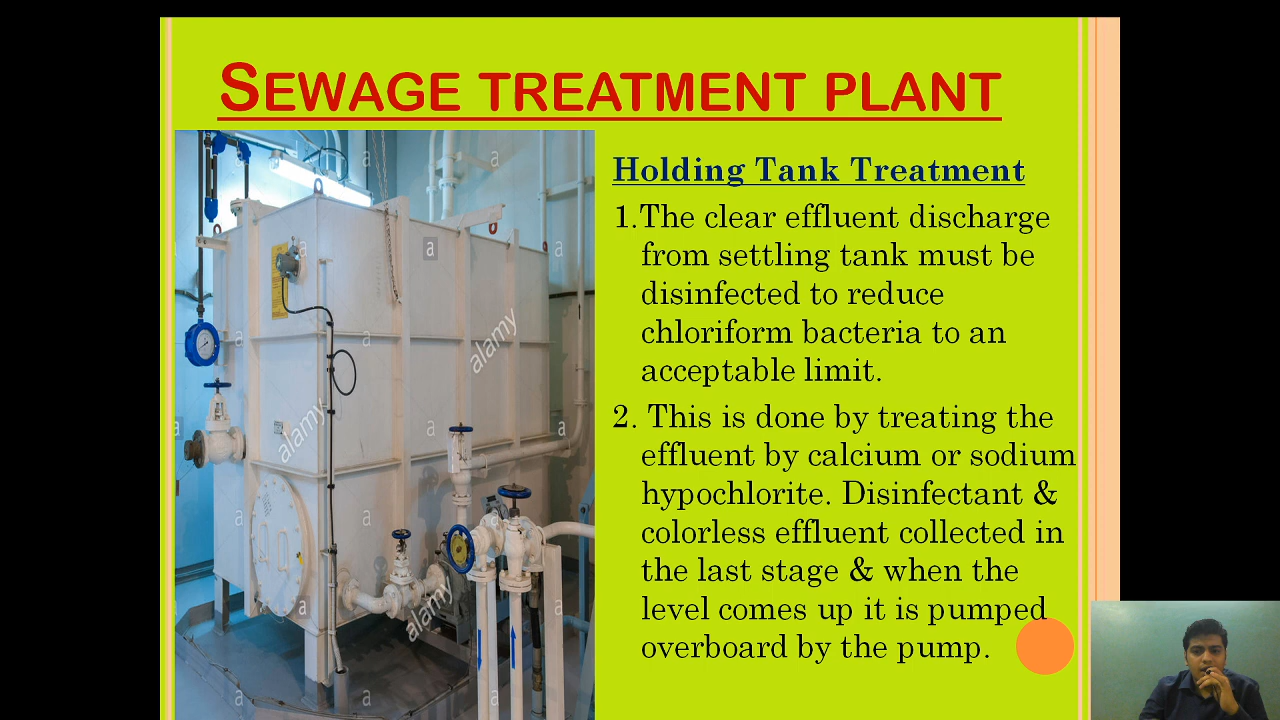 SEWAGE TREATMENT PLANT
Holding Tank Treatment
1.The clear effluent discharge
from settling tank must be
disinfected to reduce
chloriform bacteria to an
acceptable limit.
2. This is done by treating the
effluent by calcium or sodium
hypochlorite. Disinfectant &
colorless effluent collected in
the last stage & when the
level comes up it is pumped
overboard by the pump.
a
a
a
a
a
alamy
a
a
alamy
a
a
a
a
a
alamy
a
a
a